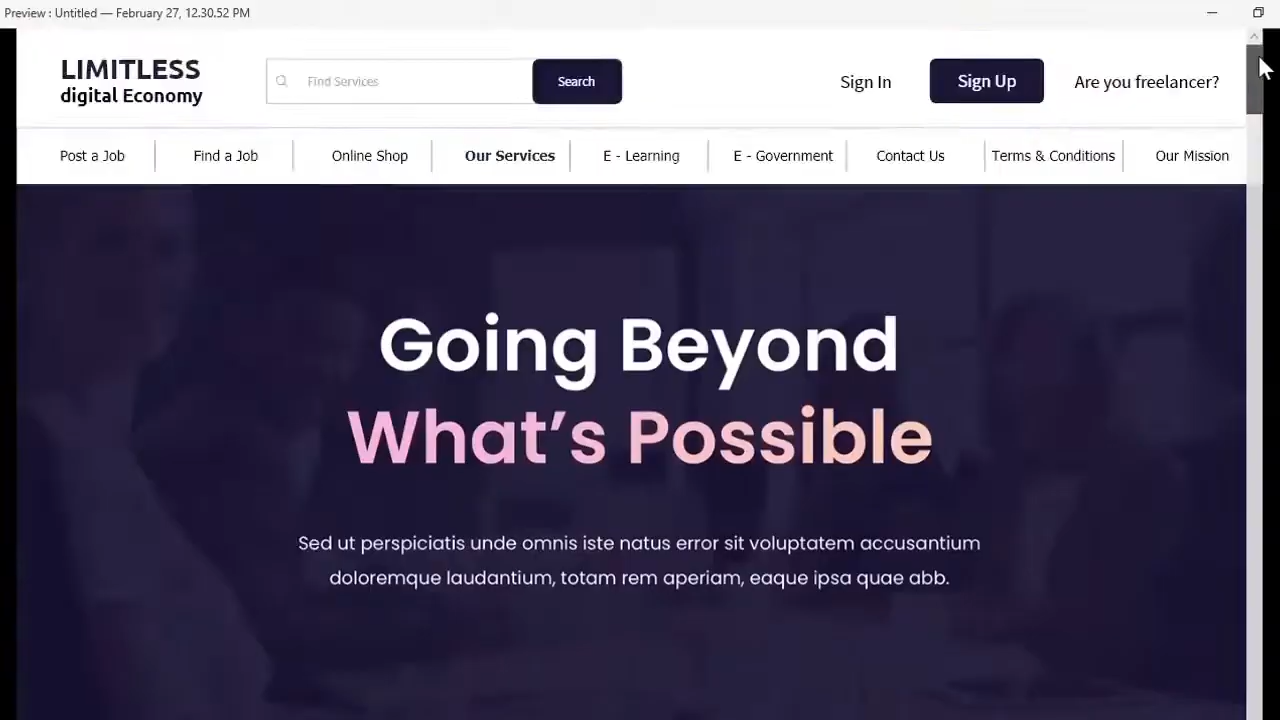 Preview : Untitled — February 27, 12.30.52 PM
LIMITLESS
digital Economy
Find Services
Search
Sign In
Sign Up
Are you freelancer?
Post a Job
Find a Job
Online Shop
Our Services
E - Learning
E - Government
Contact Us
Terms & Conditions
Our Mission
Going Beyond
What's Possible
Sed ut perspiciatis unde omnis iste natus error sit voluptatem accusantium
doloremque laudantium, totam rem aperiam, eaque ipsa quae abb.